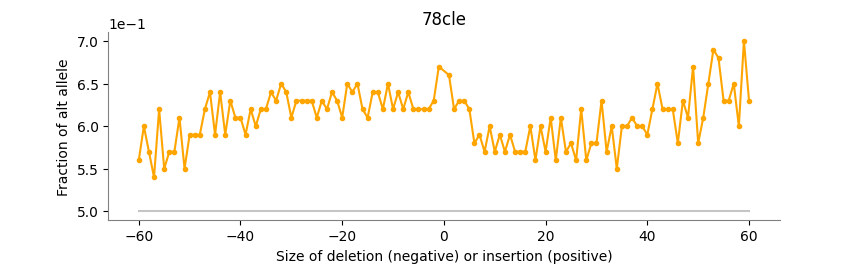 78cle
1e−1
7.0
6.5
6.0
5.5
5.0
Fraction of alt allele
−60 −40 −20 0 20 40 60
Size of deletion (negative) or insertion (positive)